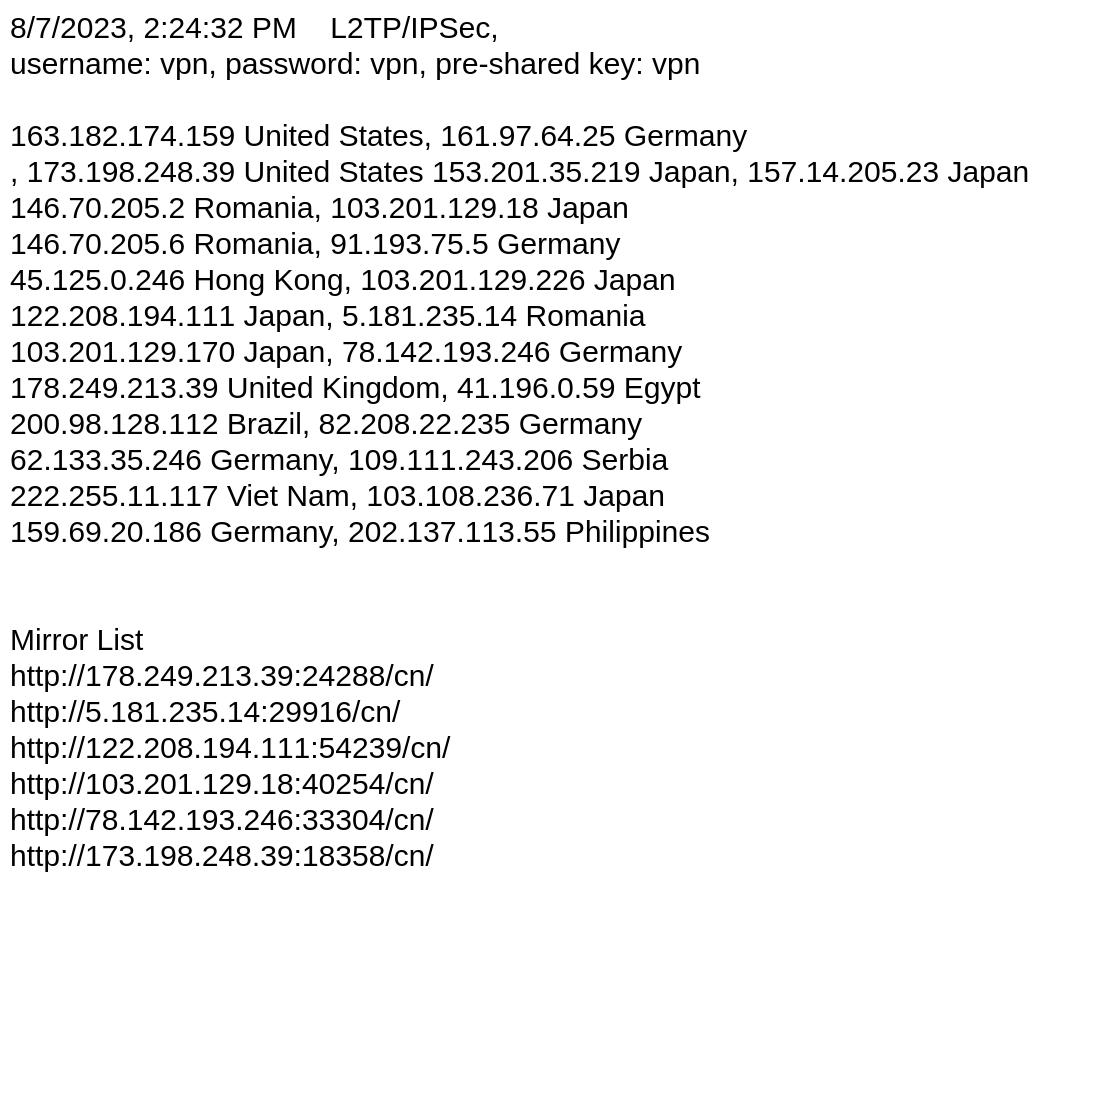 8/7/2023, 2:24:32 PM    L2TP/IPSec,
username: vpn, password: vpn, pre-shared key: vpn
163.182.174.159 United States, 161.97.64.25 Germany
, 173.198.248.39 United States 153.201.35.219 Japan, 157.14.205.23 Japan
146.70.205.2 Romania, 103.201.129.18 Japan
146.70.205.6 Romania, 91.193.75.5 Germany
45.125.0.246 Hong Kong, 103.201.129.226 Japan
122.208.194.111 Japan, 5.181.235.14 Romania
103.201.129.170 Japan, 78.142.193.246 Germany
178.249.213.39 United Kingdom, 41.196.0.59 Egypt
200.98.128.112 Brazil, 82.208.22.235 Germany
62.133.35.246 Germany, 109.111.243.206 Serbia
222.255.11.117 Viet Nam, 103.108.236.71 Japan
159.69.20.186 Germany, 202.137.113.55 Philippines
Mirror List
http://178.249.213.39:24288/cn/
http://5.181.235.14:29916/cn/
http://122.208.194.111:54239/cn/
http://103.201.129.18:40254/cn/
http://78.142.193.246:33304/cn/
http://173.198.248.39:18358/cn/